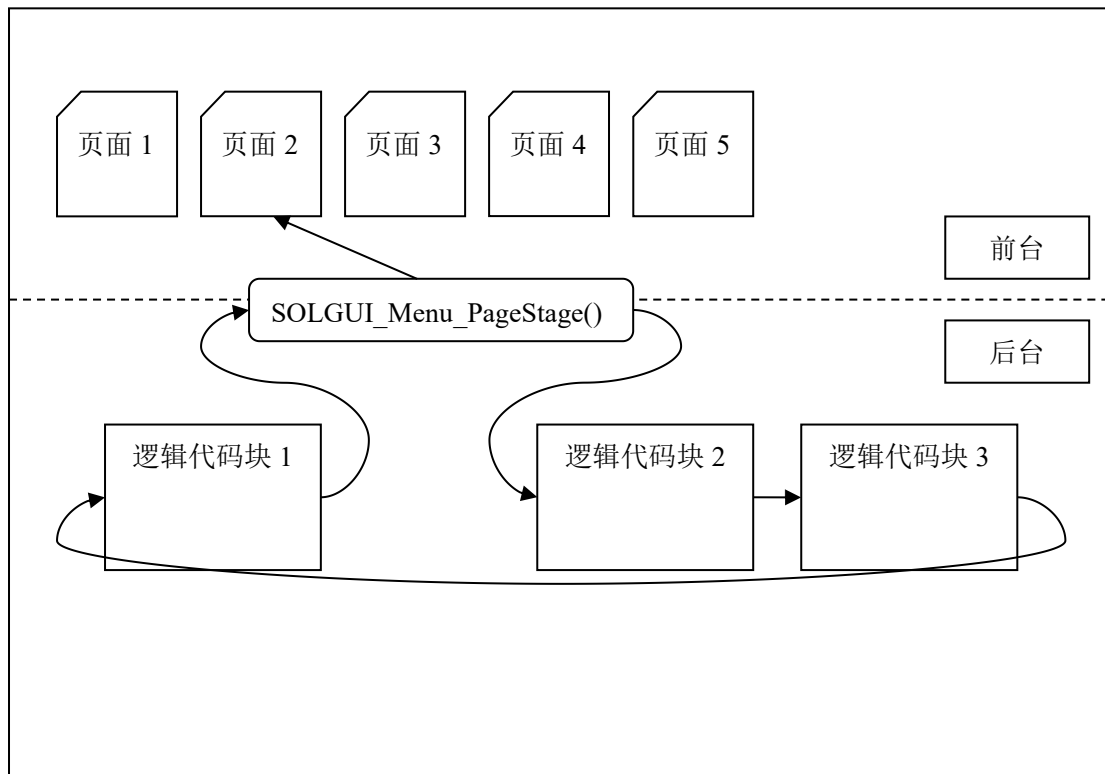 页面 1
页面 2
页面 3
页面 4
页面 5
前台
SOLGUI_Menu_PageStage()
后台
逻辑代码块 1
逻辑代码块 2
逻辑代码块 3